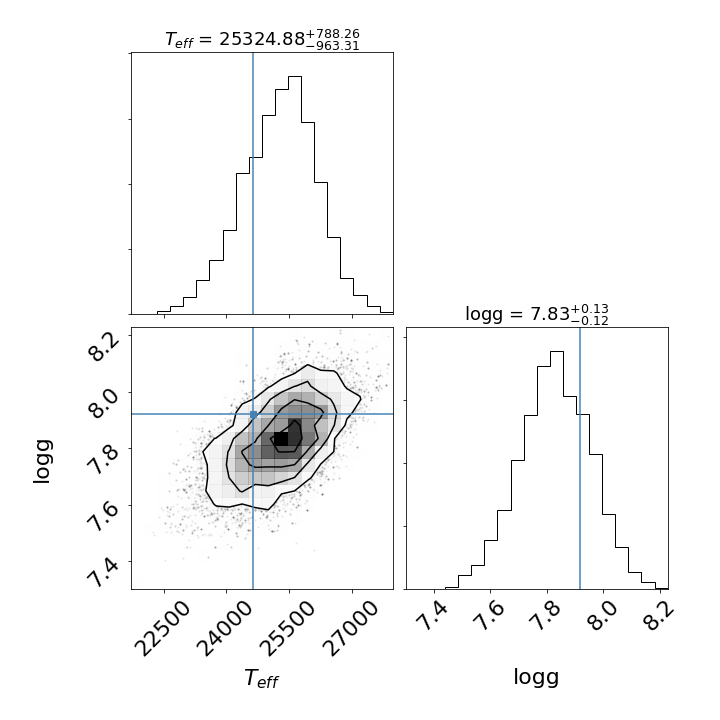 T_eff = 25324.88^{+788.26}_{-963.31}
logg = 7.83^{+0.13}_{-0.12}
8.2
8.0
7.8
7.6
7.4
logg
22500 24000 25500 27000
T_eff
7.4 7.6 7.8 8.0 8.2
logg